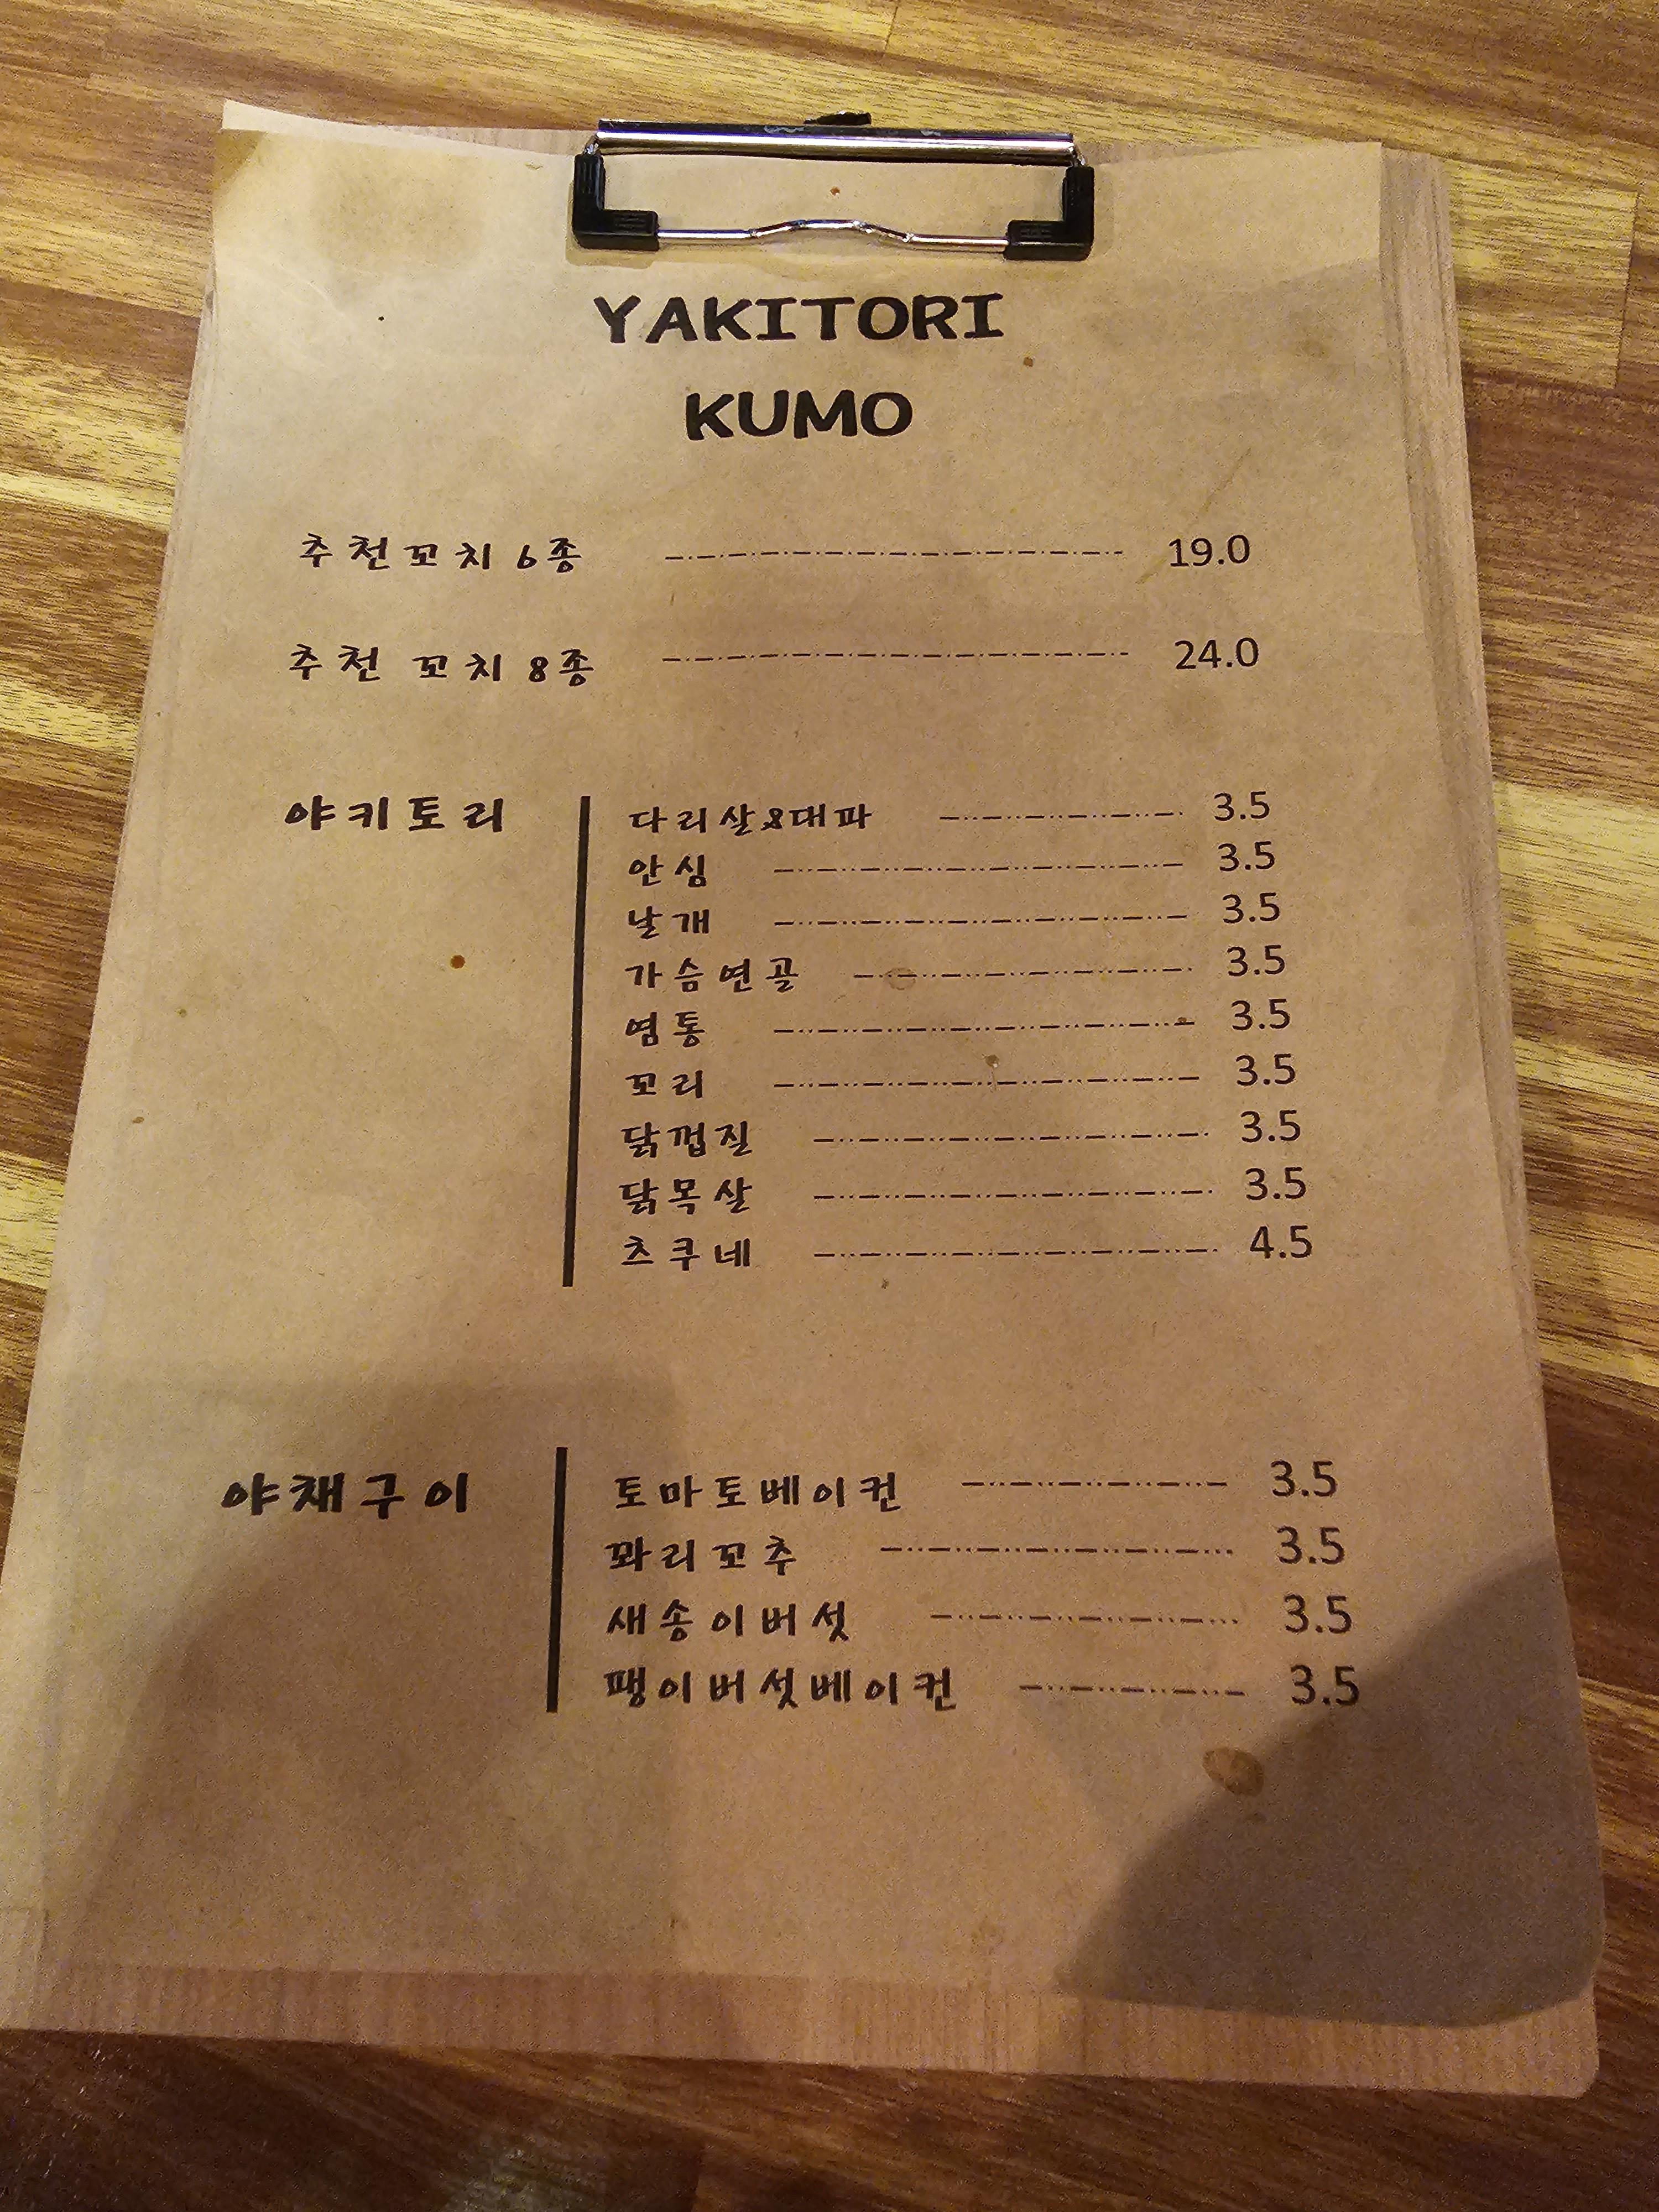 YAKITORI
KUMO
추천꼬치 6종 19.0
추천 꼬치 8종 24.0
야키토리
다리살&대파 3.5
안심 3.5
날개 3.5
가슴연골 3.5
염통 3.5
꼬리 3.5
닭껍질 3.5
닭목살 3.5
츠쿠네 4.5
야채구이
토마토베이컨 3.5
꽈리꼬추 3.5
새송이버섯 3.5
팽이버섯베이컨 3.5